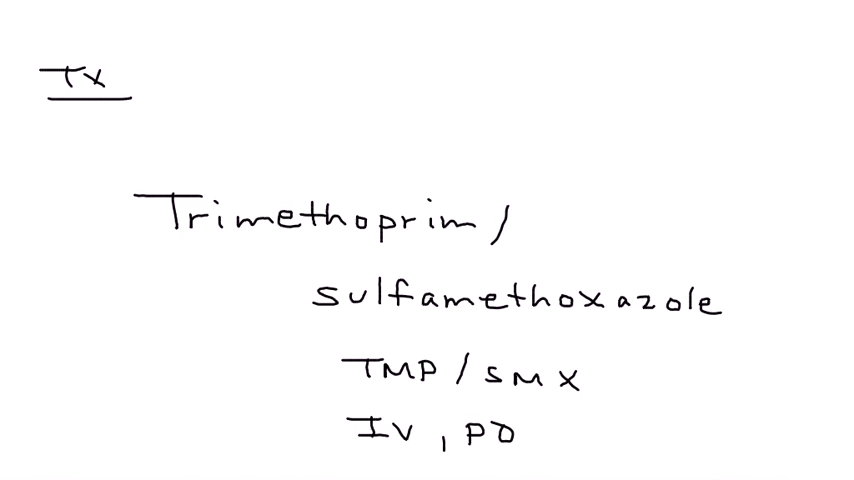 Tx
Trimethoprim/
sulfamethoxazole
TMP/SMX
IV, PO